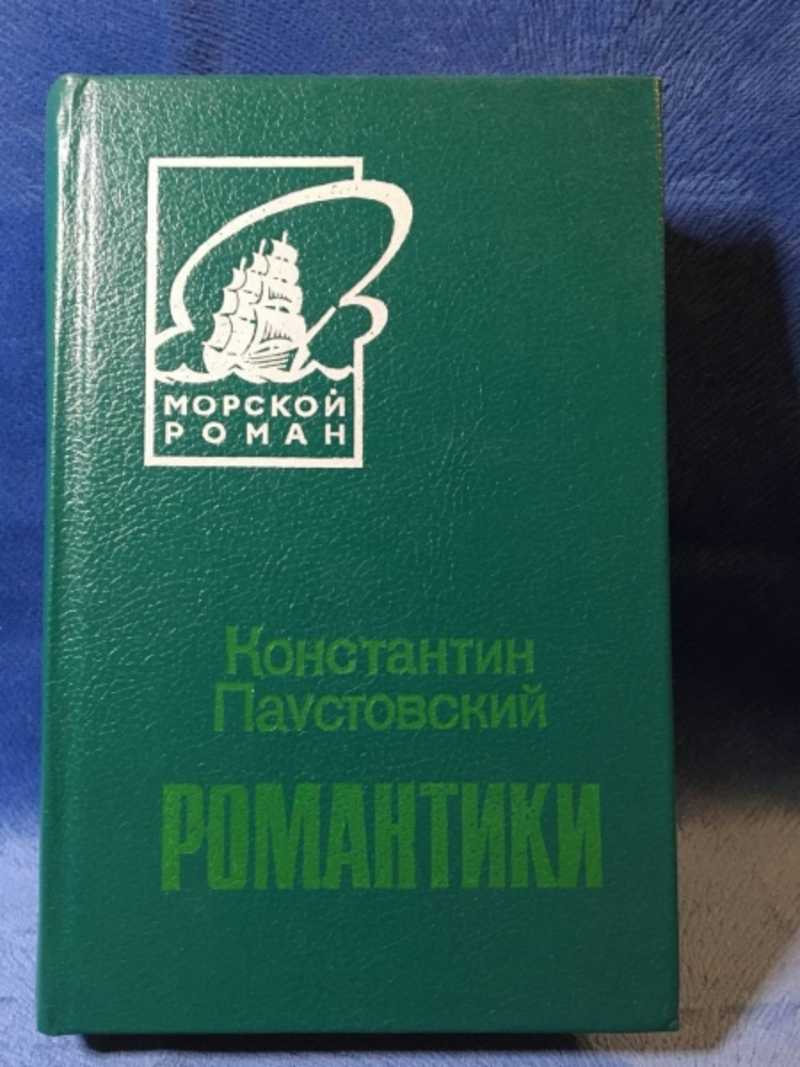 МОРСКОЙ
РОМАН
Константин
Паустовский
РОМАНТИКИ